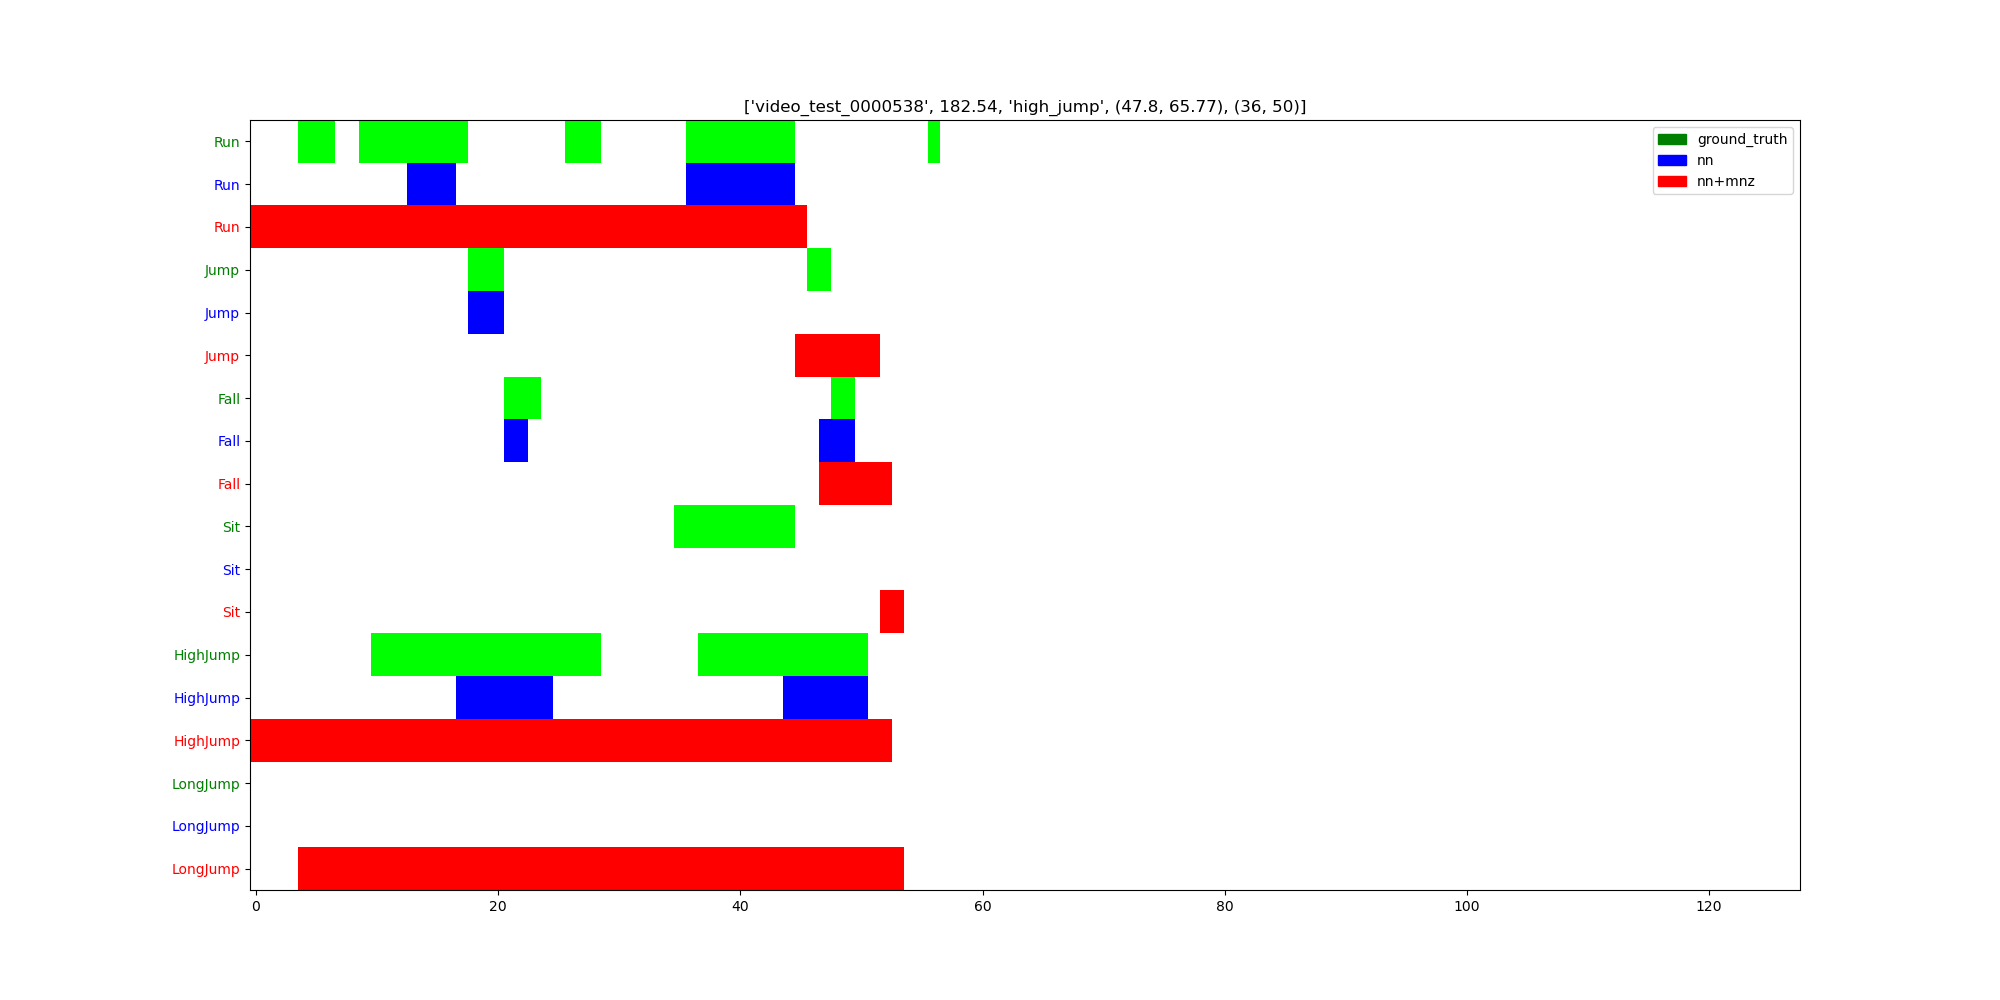 ['video_test_0000538', 182.54, 'high_jump', (47.8, 65.77), (36, 50)]
Run
Run
Run
Jump
Jump
Jump
Fall
Fall
Fall
Sit
Sit
Sit
HighJump
HighJump
HighJump
LongJump
LongJump
LongJump
ground_truth
nn
nn+mnz
0 20 40 60 80 100 120